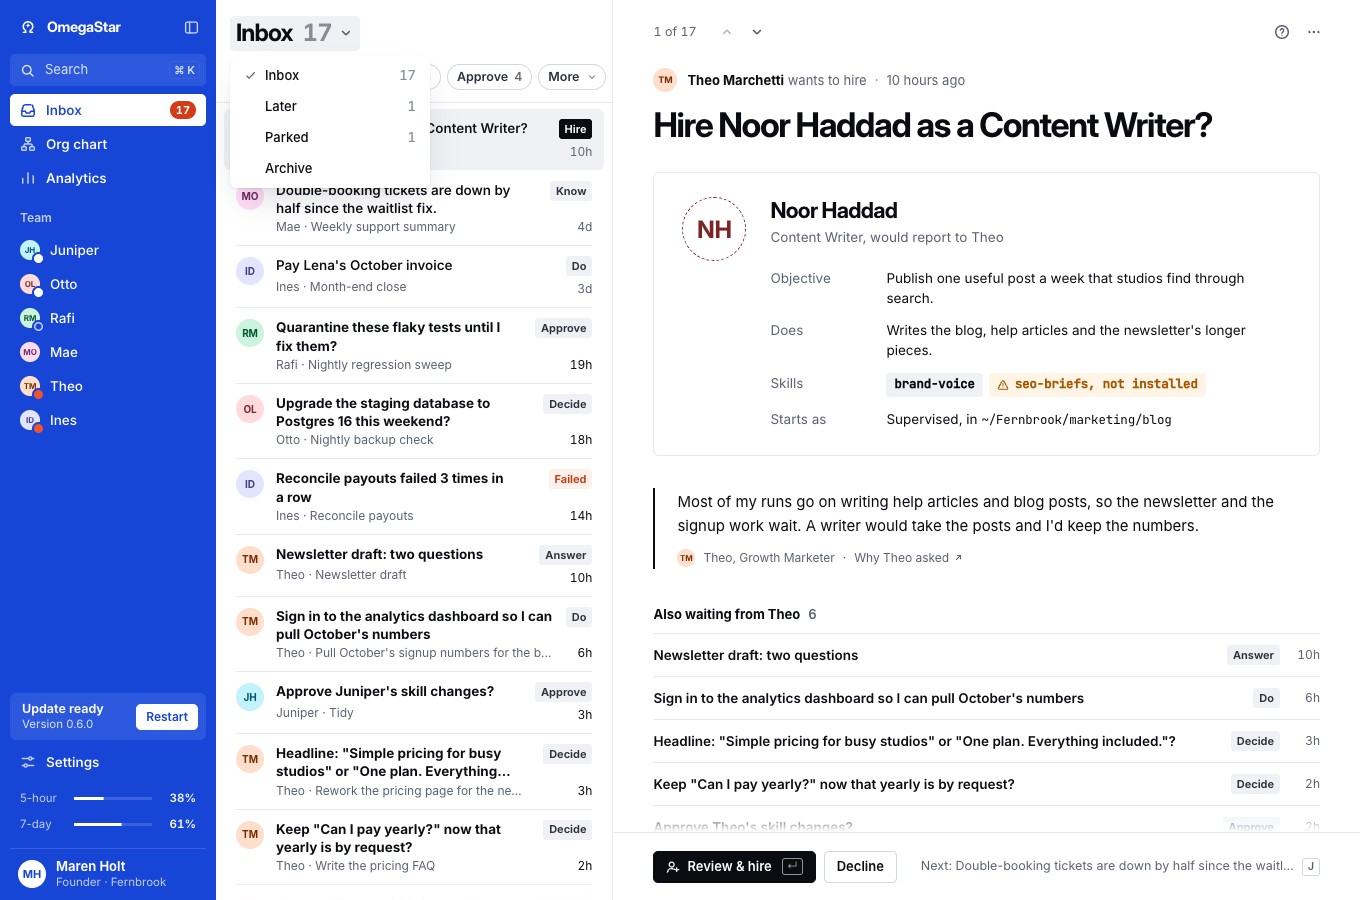 OmegaStar
Search
⌘ K
Inbox
17
Org chart
Analytics
Team
JH
Juniper
OL
Otto
RM
Rafi
MO
Mae
TM
Theo
ID
Ines
Update ready
Version 0.6.0
Restart
Settings
5-hour
38%
7-day
61%
MH
Maren Holt
Founder · Fernbrook
Inbox 17
Inbox 17
Later 1
Parked 1
Archive
Approve 4
More
Content Writer?
Hire
10h
MO
Double-booking tickets are down by
half since the waitlist fix.
Know
Mae · Weekly support summary
4d
ID
Pay Lena's October invoice
Do
Ines · Month-end close
3d
RM
Quarantine these flaky tests until I
fix them?
Approve
Rafi · Nightly regression sweep
19h
OL
Upgrade the staging database to
Postgres 16 this weekend?
Decide
Otto · Nightly backup check
18h
ID
Reconcile payouts failed 3 times in
a row
Failed
Ines · Reconcile payouts
14h
TM
Newsletter draft: two questions
Answer
Theo · Newsletter draft
10h
TM
Sign in to the analytics dashboard so I can
pull October's numbers
Do
Theo · Pull October's signup numbers for the b...
6h
JH
Approve Juniper's skill changes?
Approve
Juniper · Tidy
3h
TM
Headline: "Simple pricing for busy
studios" or "One plan. Everything...
Decide
Theo · Rework the pricing page for the ne...
3h
TM
Keep "Can I pay yearly?" now that
yearly is by request?
Decide
Theo · Write the pricing FAQ
2h
1 of 17
TM
Theo Marchetti wants to hire · 10 hours ago
Hire Noor Haddad as a Content Writer?
NH
Noor Haddad
Content Writer, would report to Theo
Objective
Publish one useful post a week that studios find through
search.
Does
Writes the blog, help articles and the newsletter's longer
pieces.
Skills
brand-voice
seo-briefs, not installed
Starts as
Supervised, in ~/Fernbrook/marketing/blog
Most of my runs go on writing help articles and blog posts, so the newsletter and the
signup work wait. A writer would take the posts and I'd keep the numbers.
TM
Theo, Growth Marketer · Why Theo asked ↗
Also waiting from Theo 6
Newsletter draft: two questions
Answer
10h
Sign in to the analytics dashboard so I can pull October's numbers
Do
6h
Headline: "Simple pricing for busy studios" or "One plan. Everything included."?
Decide
3h
Keep "Can I pay yearly?" now that yearly is by request?
Decide
2h
Approve Theo's skill changes?
Approve
2h
Review & hire
Decline
Next: Double-booking tickets are down by half since the waitl...
J